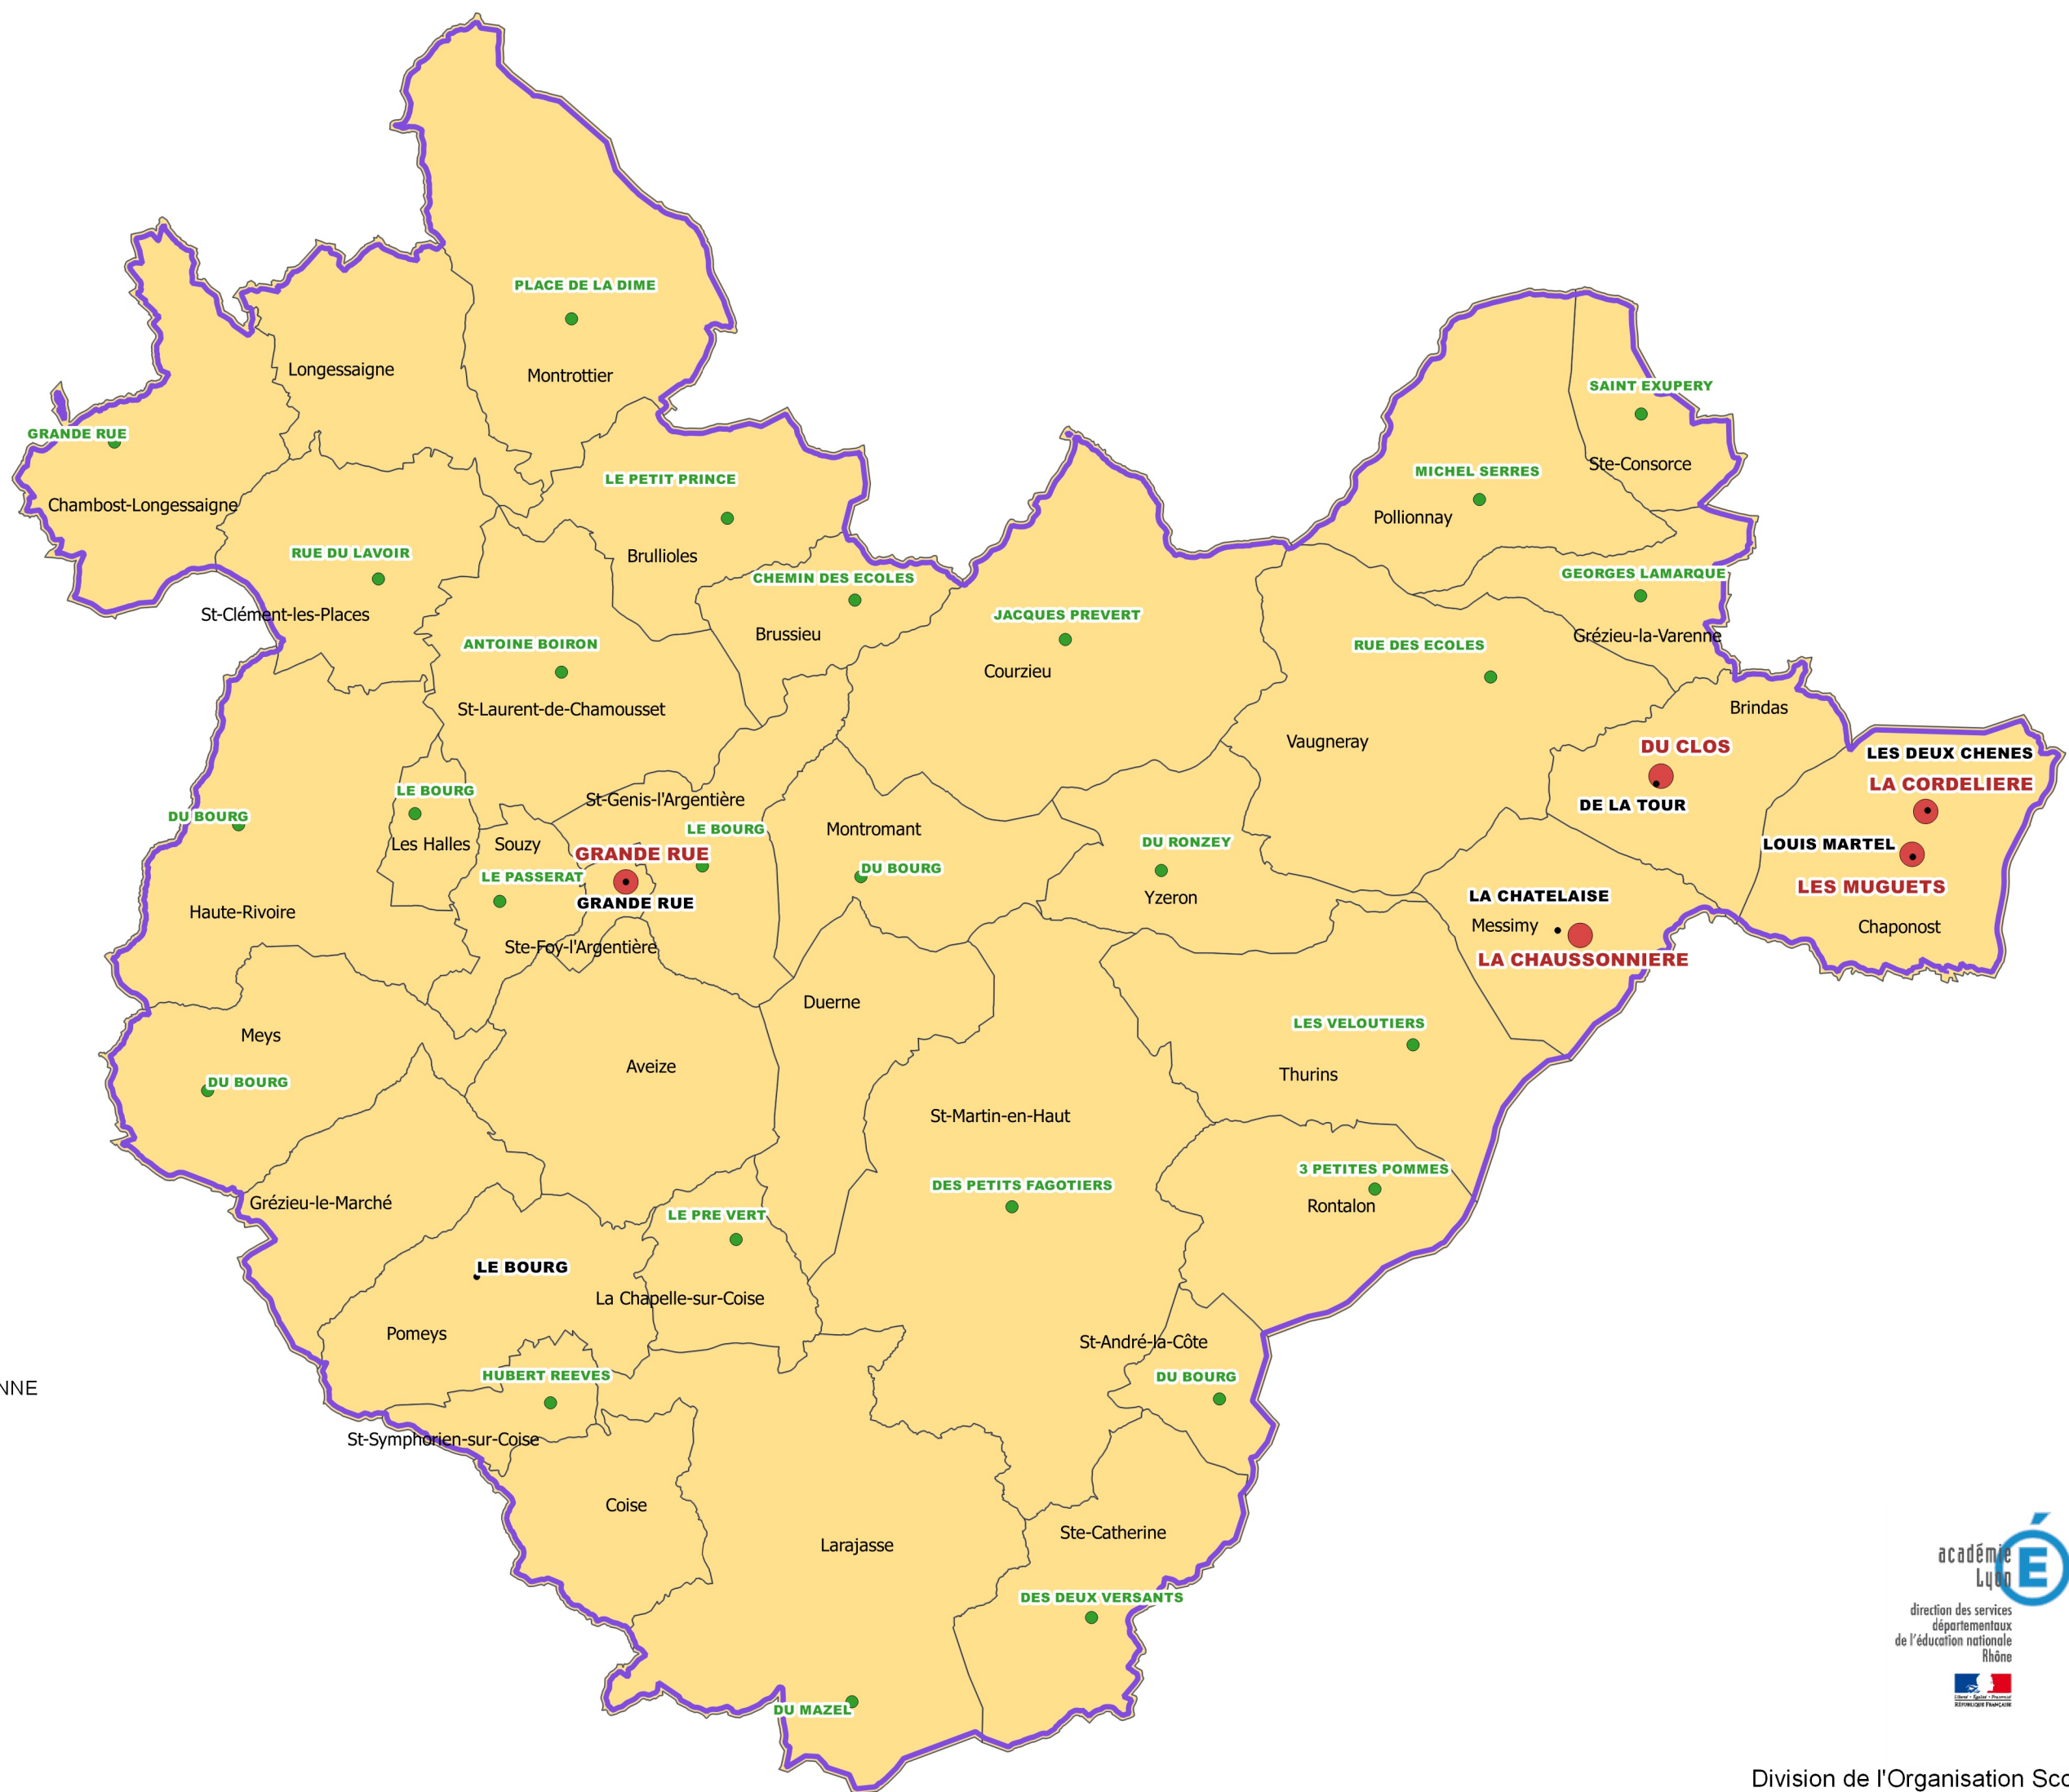 PLACE DE LA DIME
Montrottier
Longessaigne
GRANDE RUE
Chambost-Longessaigne
SAINT EXUPERY
Ste-Consorce
MICHEL SERRES
Pollionnay
LE PETIT PRINCE
Brullioles
RUE DU LAVOIR
St-Clément-les-Places
CHEMIN DES ECOLES
Brussieu
GEORGES LAMARQUE
Grézieu-la-Varenne
JACQUES PREVERT
Courzieu
ANTOINE BOIRON
St-Laurent-de-Chamousset
RUE DES ECOLES
Vaugneray
Brindas
DU CLOS
DE LA TOUR
LES DEUX CHENES
LA CORDELIERE
LOUIS MARTEL
LES MUGUETS
Chaponost
LE BOURG
Les Halles
DU BOURG
Haute-Rivoire
St-Genis-l'Argentière
LE BOURG
Souzy
LE PASSERAT
GRANDE RUE
GRANDE RUE
Ste-Foy-l'Argentière
Montromant
DU BOURG
DU RONZEY
Yzeron
LA CHATELAISE
Messimy
LA CHAUSSONNIERE
Duerne
Meys
DU BOURG
Aveize
LES VELOUTIERS
Thurins
St-Martin-en-Haut
DES PETITS FAGOTIERS
3 PETITES POMMES
Rontalon
Grézieu-le-Marché
LE PRE VERT
La Chapelle-sur-Coise
LE BOURG
Pomeys
St-André-la-Côte
DU BOURG
HUBERT REEVES
St-Symphorien-sur-Coise
NNE
Coise
Larajasse
Ste-Catherine
DES DEUX VERSANTS
DU MAZEL
académie
Lyon
É
direction des services
départementaux
de l'éducation nationale
Rhône
Liberté • Égalité • Fraternité
RÉPUBLIQUE FRANÇAISE
Division de l'Organisation Sco